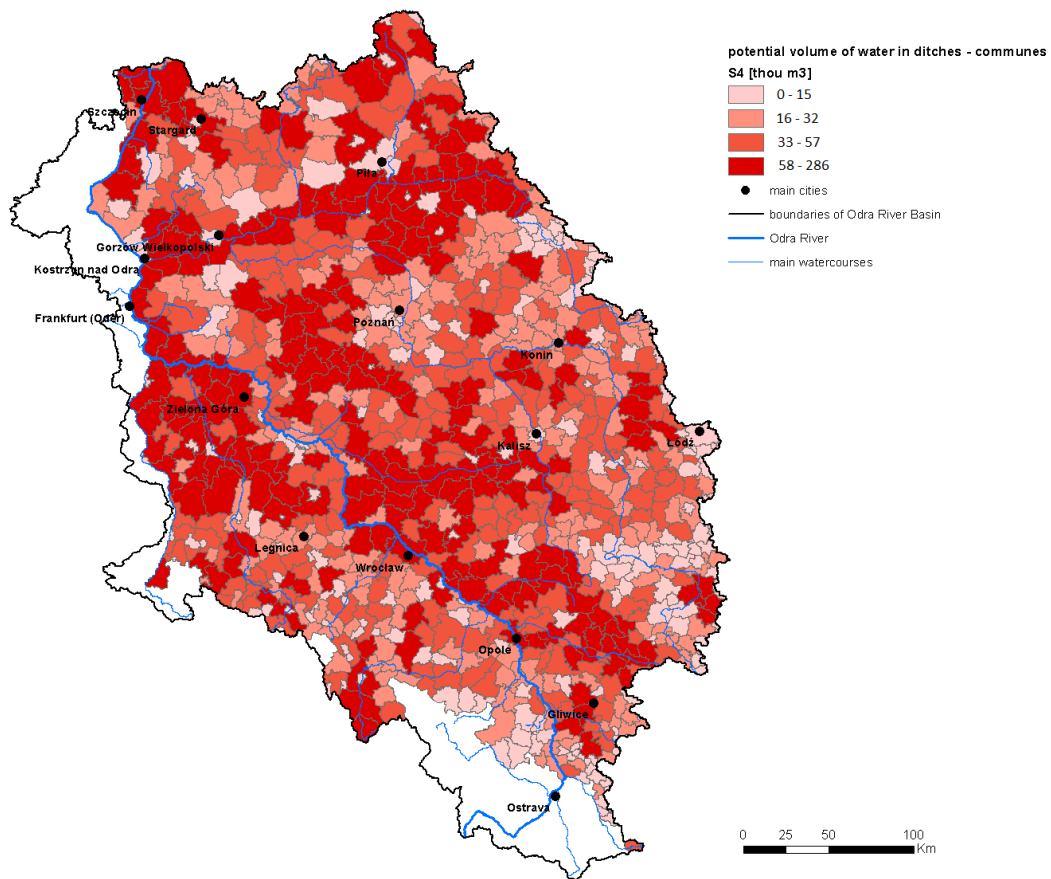 potential volume of water in ditches - communes
S4 [thou m3]
0 - 15
16 - 32
33 - 57
58 - 286
main cities
boundaries of Odra River Basin
Odra River
main watercourses
Szczecin
Stargard
Piła
Gorzów Wielkopolski
Kostrzyn nad Odrą
Frankfurt (Oder)
Poznań
Konin
Zielona Góra
Kalisz
Łódź
Legnica
Wrocław
Opole
Gliwice
Ostrava
0 25 50 100
Km